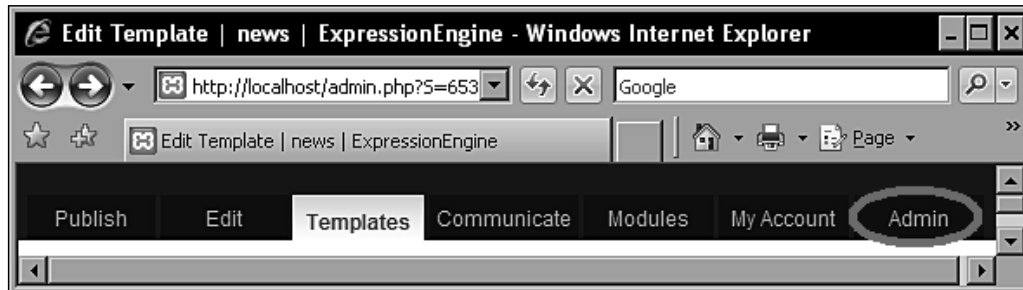 Edit Template | news | ExpressionEngine - Windows Internet Explorer
http://localhost/admin.php?S=653 Google
Edit Template | news | ExpressionEngine Page »
Publish Edit Templates Communicate Modules My Account Admin